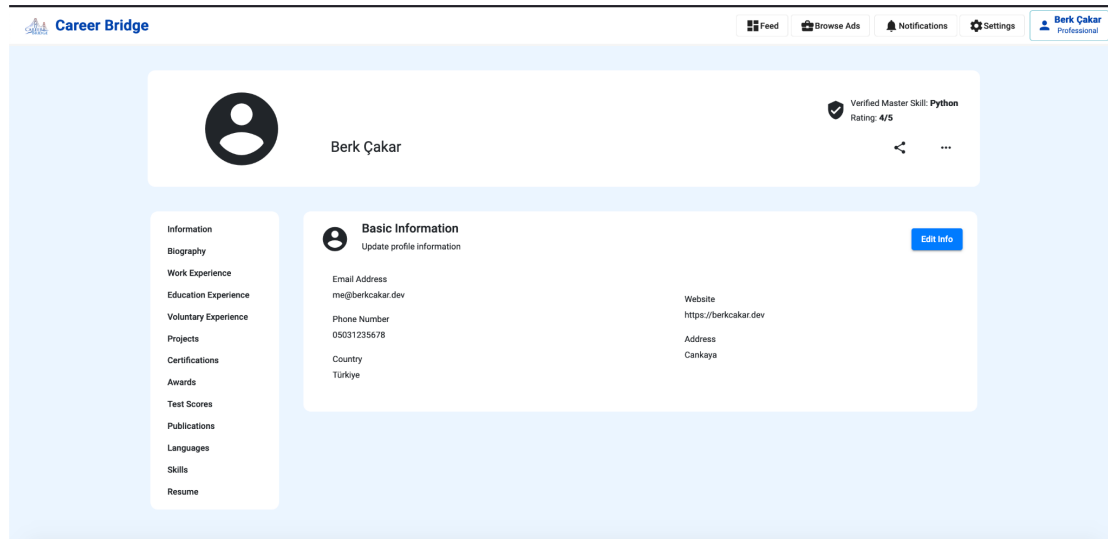 Career Bridge
Feed
Browse Ads
Notifications
Settings
Berk Çakar
Professional
Verified Master Skill: Python
Rating: 4/5
Berk Çakar
Information
Biography
Work Experience
Education Experience
Voluntary Experience
Projects
Certifications
Awards
Test Scores
Publications
Languages
Skills
Resume
Basic Information
Update profile information
Edit Info
Email Address
me@berkcakar.dev
Phone Number
05031235678
Country
Türkiye
Website
https://berkcakar.dev
Address
Cankaya